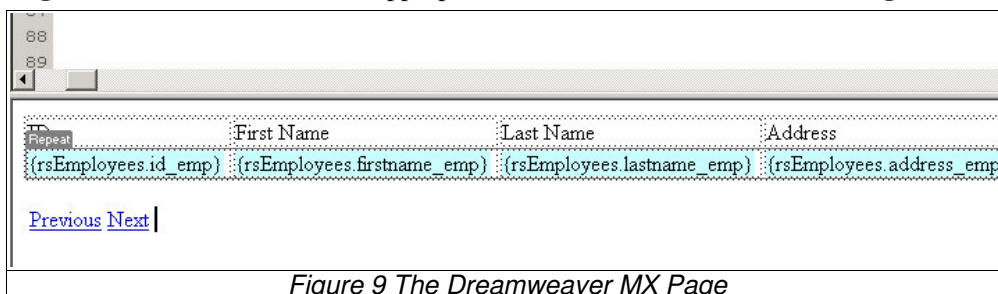 88
89
ID First Name Last Name Address
Repeat
{rsEmployees.id_emp} {rsEmployees.firstname_emp} {rsEmployees.lastname_emp} {rsEmployees.address_emp
Previous Next
Figure 9 The Dreamweaver MX Page